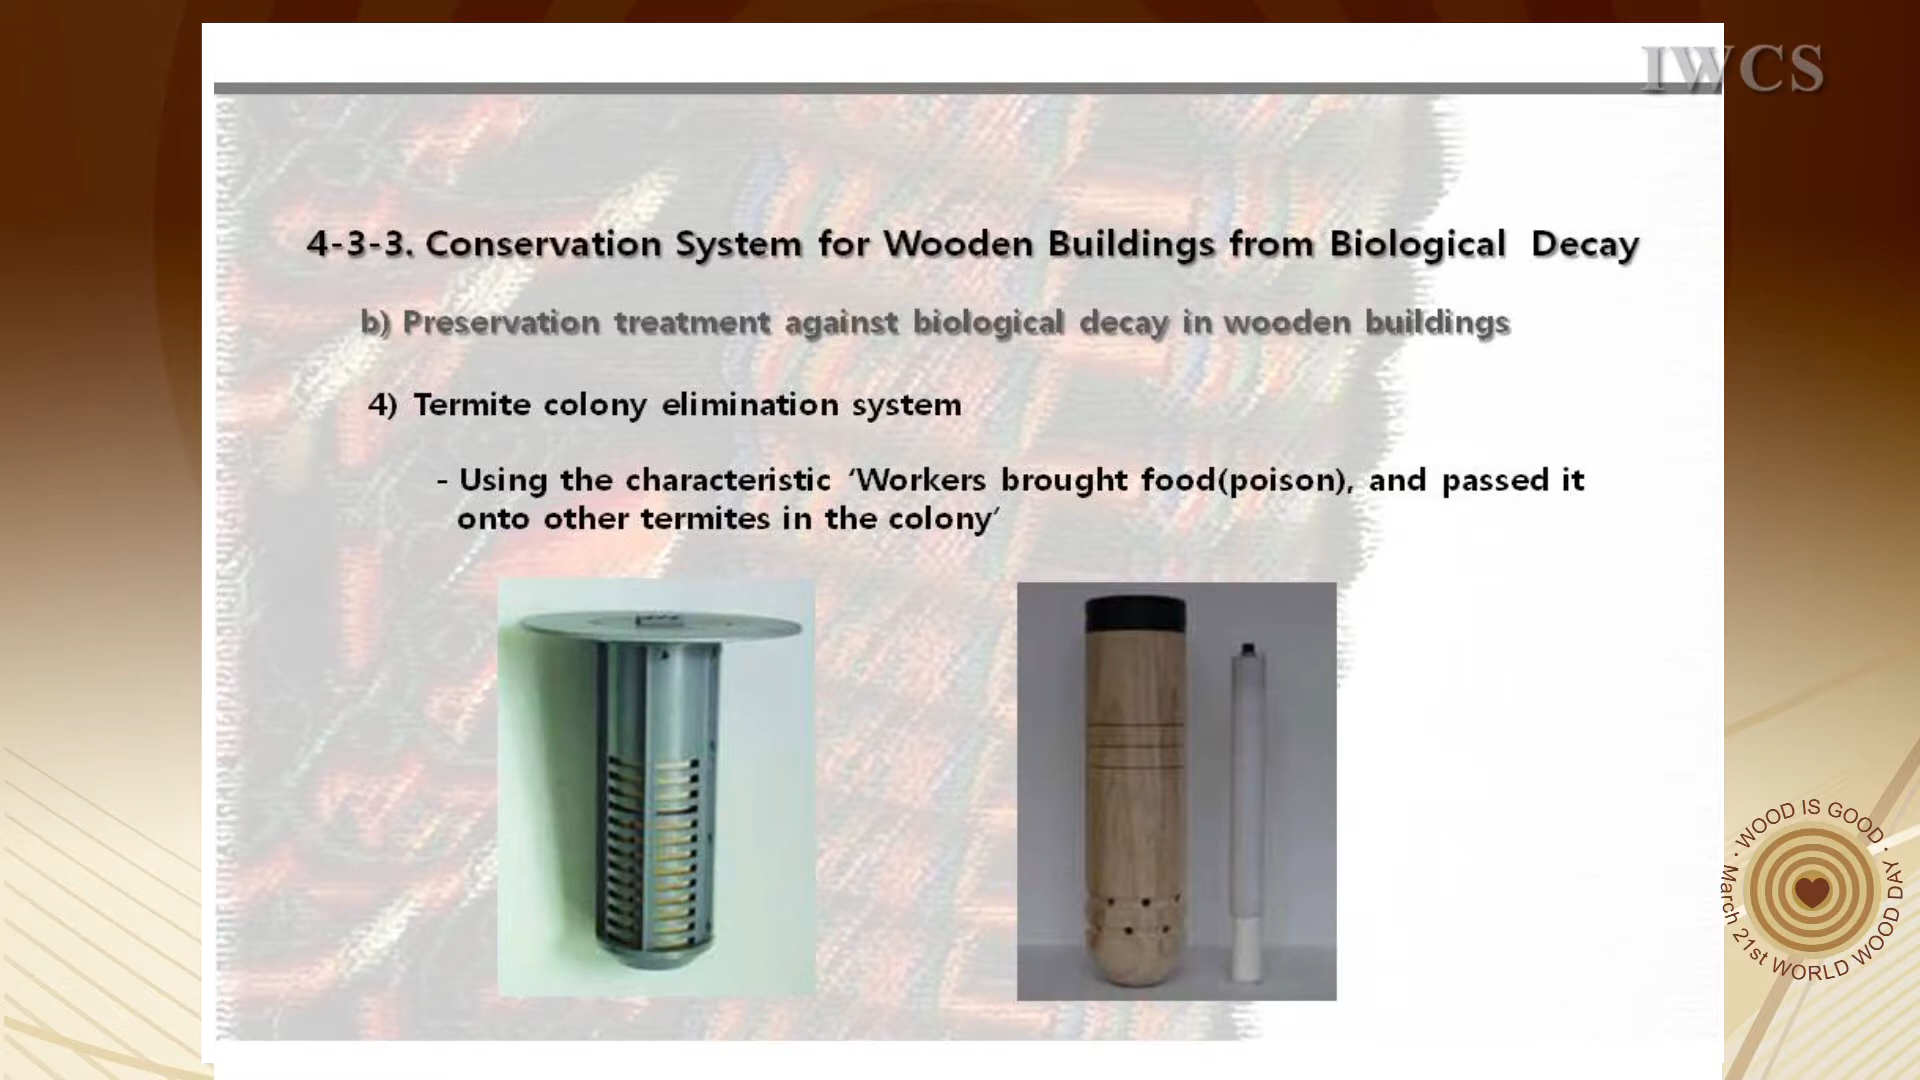 IWCS
4-3-3. Conservation System for Wooden Buildings from Biological Decay
b) Preservation treatment against biological decay in wooden buildings
4) Termite colony elimination system
- Using the characteristic ‘Workers brought food(poison), and passed it
onto other termites in the colony’
· WOOD IS GOOD ·
March 21st WORLD WOOD DAY